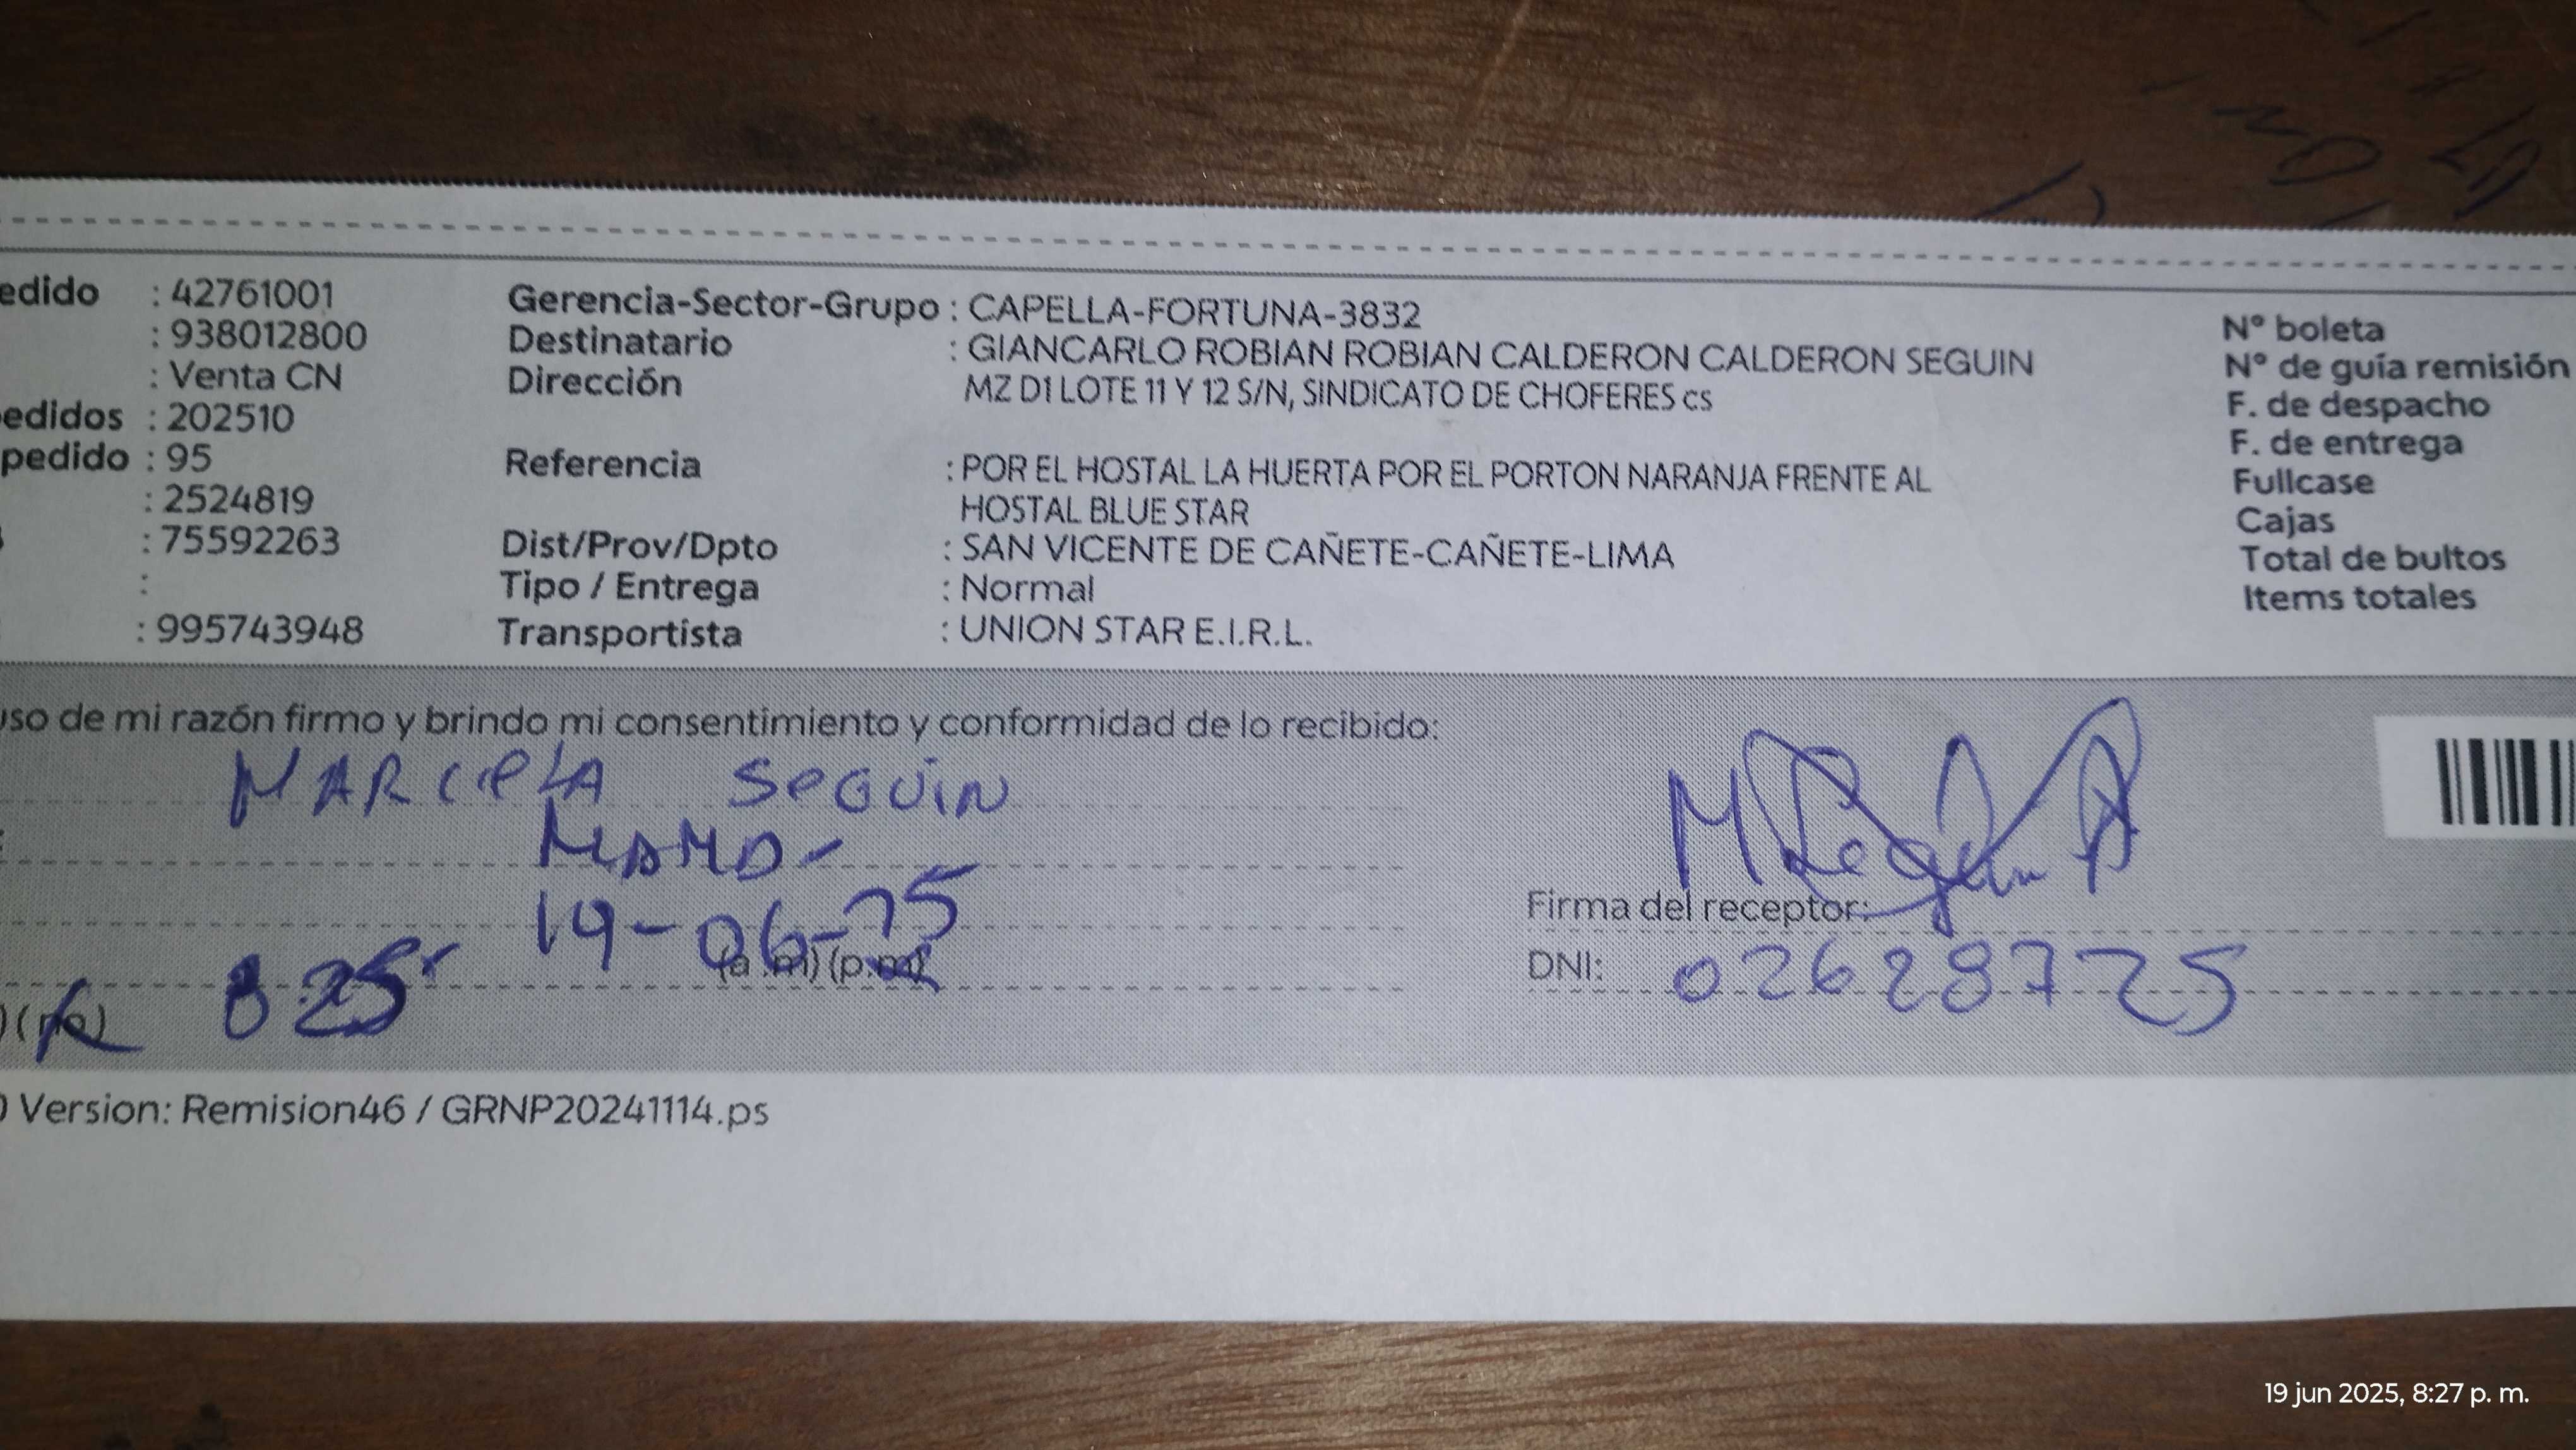 edido : 42761001
: 938012800
: Venta CN
edidos : 202510
pedido : 95
: 2524819
: 75592263
:
: 995743948
Gerencia-Sector-Grupo : CAPELLA-FORTUNA-3832
Destinatario : GIANCARLO ROBIAN ROBIAN CALDERON CALDERON SEGUIN
Dirección MZ D1 LOTE 11 Y 12 S/N, SINDICATO DE CHOFERES cs
Referencia : POR EL HOSTAL LA HUERTA POR EL PORTON NARANJA FRENTE AL
HOSTAL BLUE STAR
Dist/Prov/Dpto : SAN VICENTE DE CAÑETE-CAÑETE-LIMA
Tipo / Entrega : Normal
Transportista : UNION STAR E.I.R.L.
N° boleta
N° de guía remisión
F. de despacho
F. de entrega
Fullcase
Cajas
Total de bultos
Items totales
uso de mi razón firmo y brindo mi consentimiento y conformidad de lo recibido:
MARCELA SEGUIN
MAMA-
19-06-25
(a.m) (p.m)
) (no) 8.25
Firma del receptor:
DNI: 02628725
) Version: Remision46 / GRNP20241114.ps
19 jun 2025, 8:27 p. m.